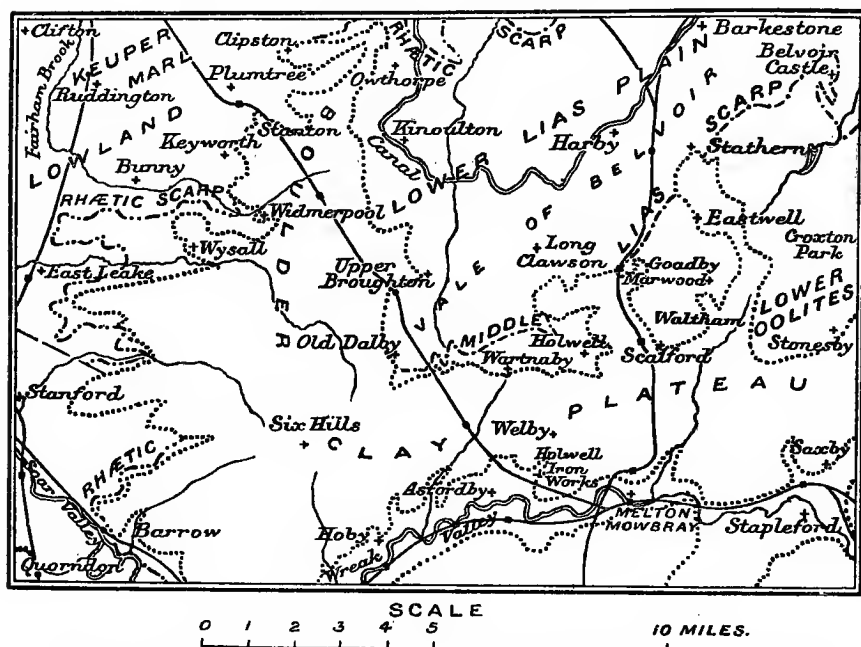 Clifton
Fairham Brook
KEUPER
MARL
LOWLAND
Ruddington
Clipston
Plumtree
RHÆTIC
SCARP
Owthorpe
Barkestone
Belvoir
Castle
Keyworth
Stanton
Bunny
Kinoulton
Canal
LOWER LIAS PLAIN
Harby
SCARP
Stathern
RHÆTIC SCARP
Widmerpool
Wysall
BOULDER
LOWER
VALE OF BELVOIR
LIAS
Eastwell
Croxton
Park
East Leake
Upper
Broughton
Long
Clawson
Goadby
Marwood
Waltham
LOWER
OOLITES
Stonesby
Old Dalby
MIDDLE
Wartnaby
Holwell
Scalford
PLATEAU
Stanford
Six Hills
CLAY
Welby
Holwell
Iron
Works
Saxby
RHÆTIC
Soar
Valley
Barrow
Asfordby
Hoby
MELTON
MOWBRAY
Stapleford
Quorndon
Wreak
Valley
SCALE
0 1 2 3 4 5 10 MILES.